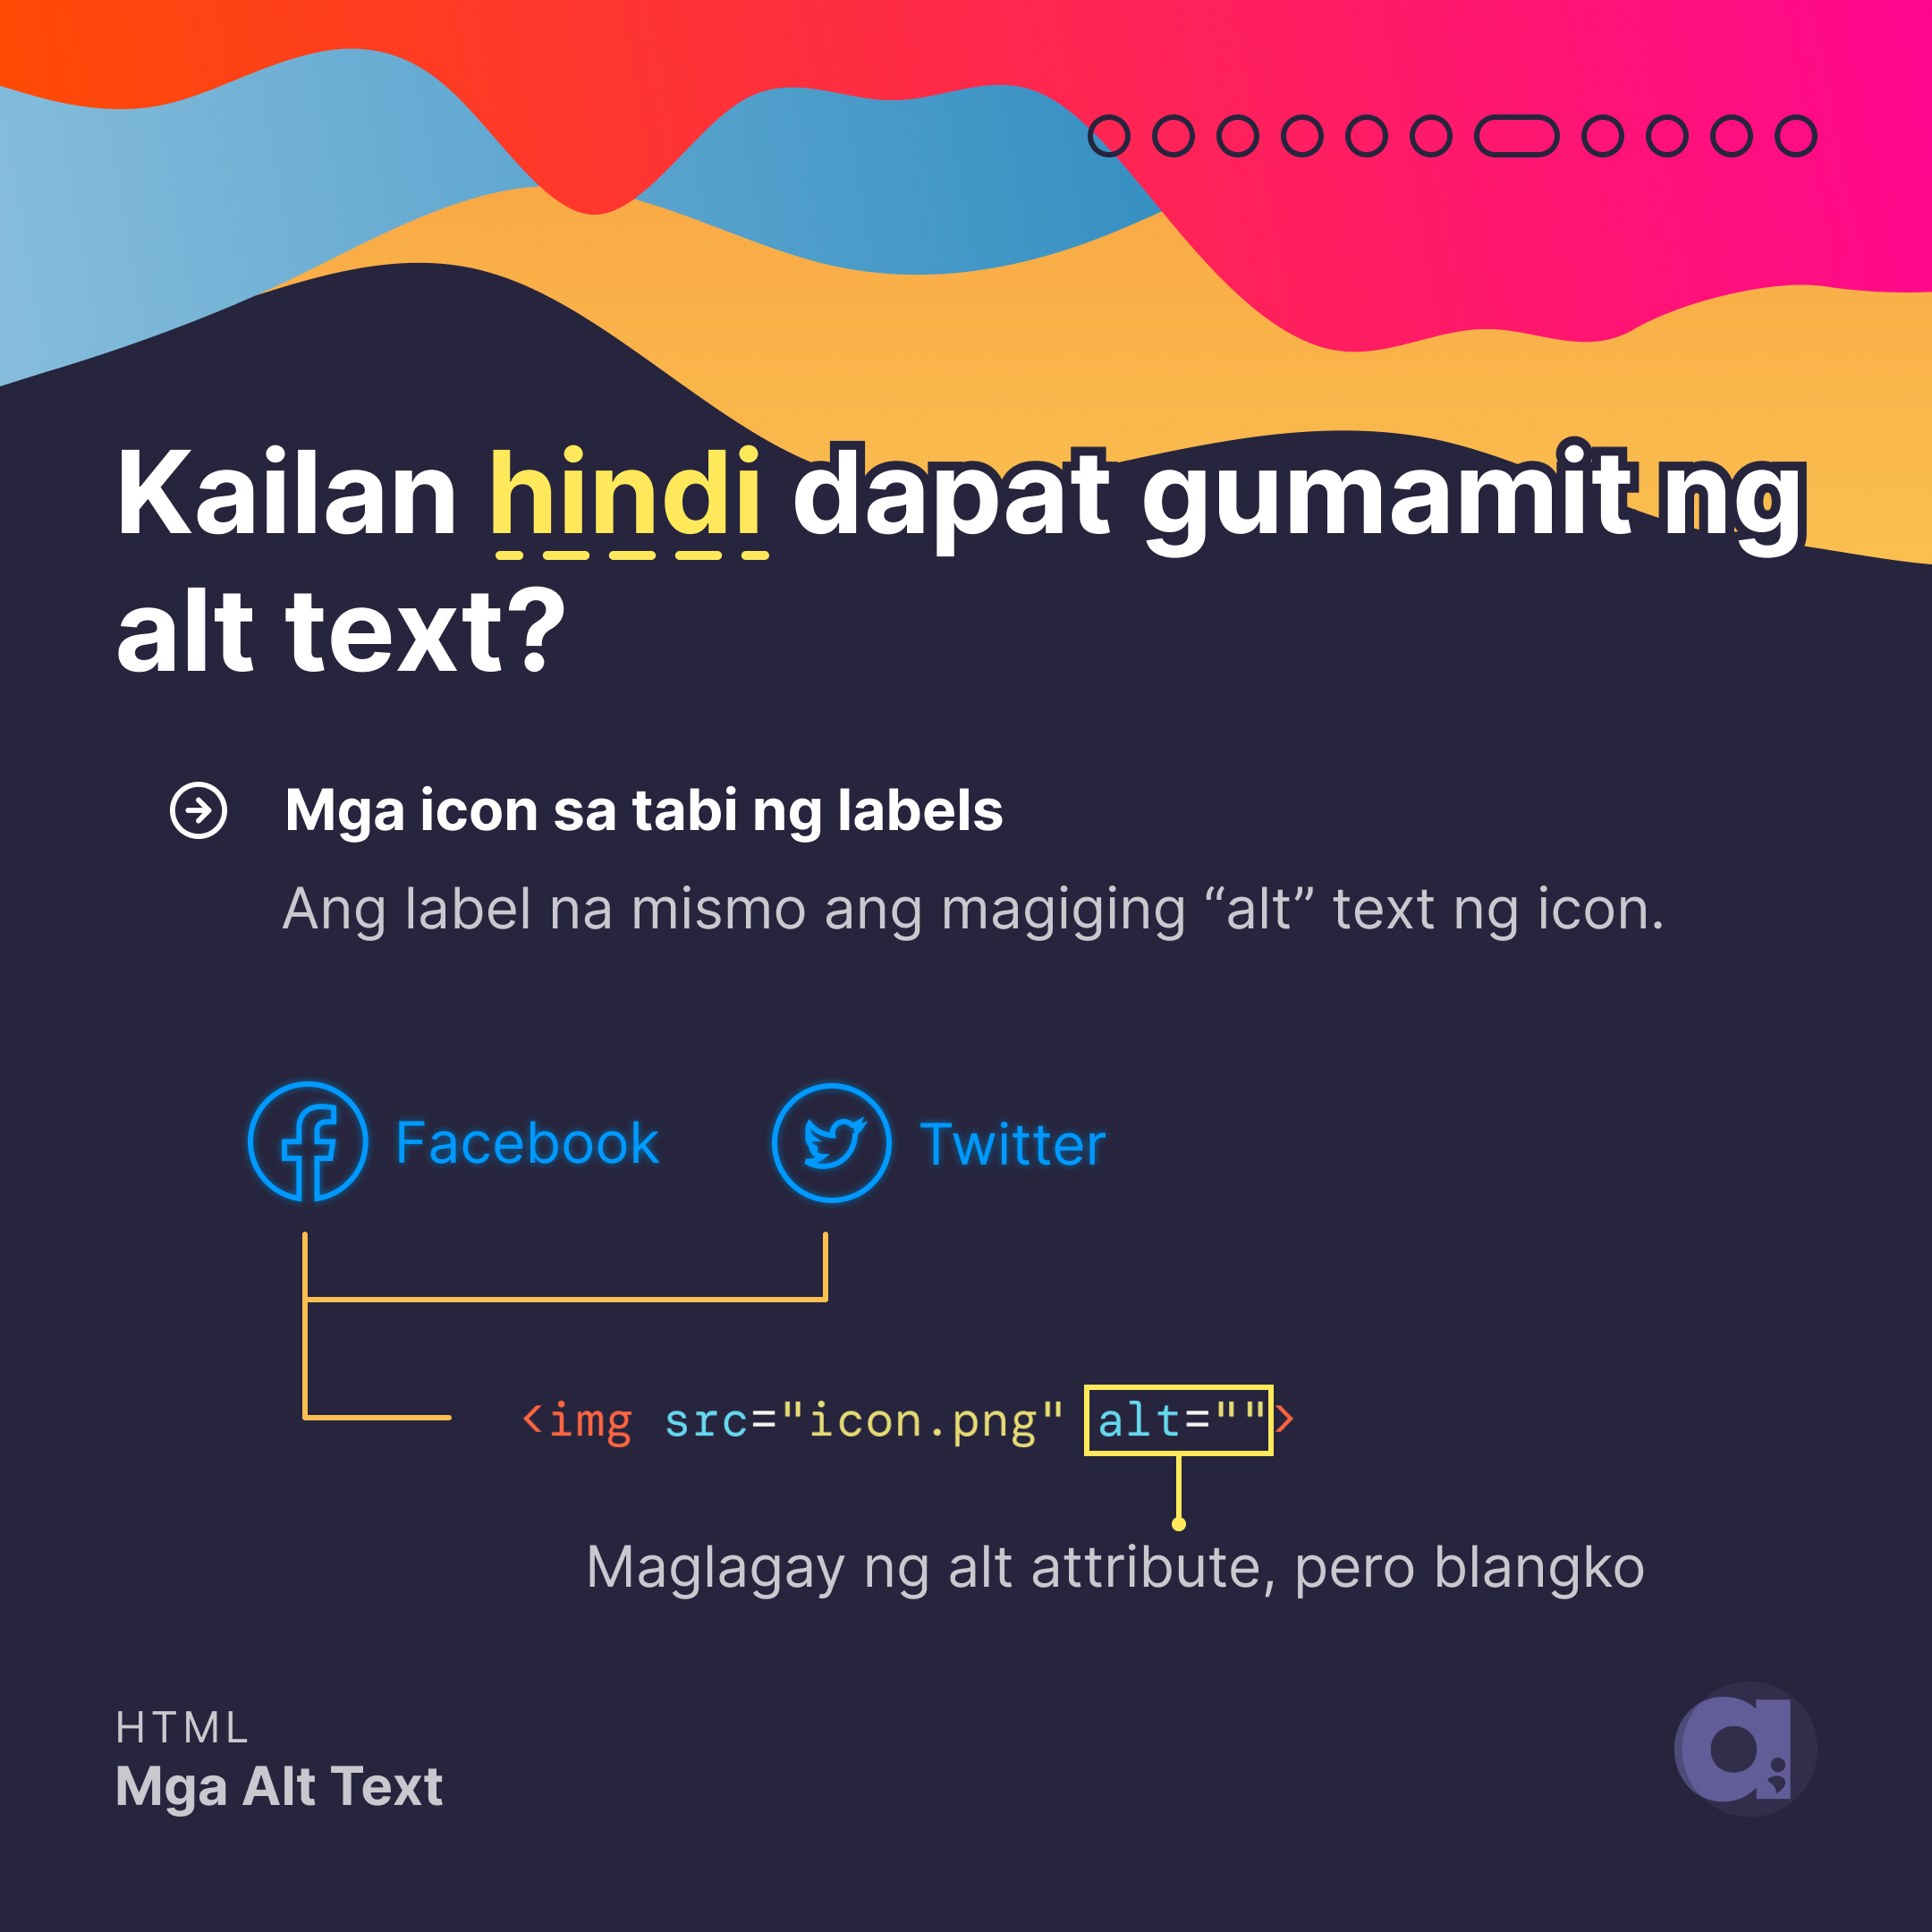 Kailan hindi dapat gumamit ng
alt text?
Mga icon sa tabi ng labels
Ang label na mismo ang magiging “alt” text ng icon.
Facebook
Twitter
<img src="icon.png" alt="">
Maglagay ng alt attribute, pero blangko
HTML
Mga Alt Text
a;